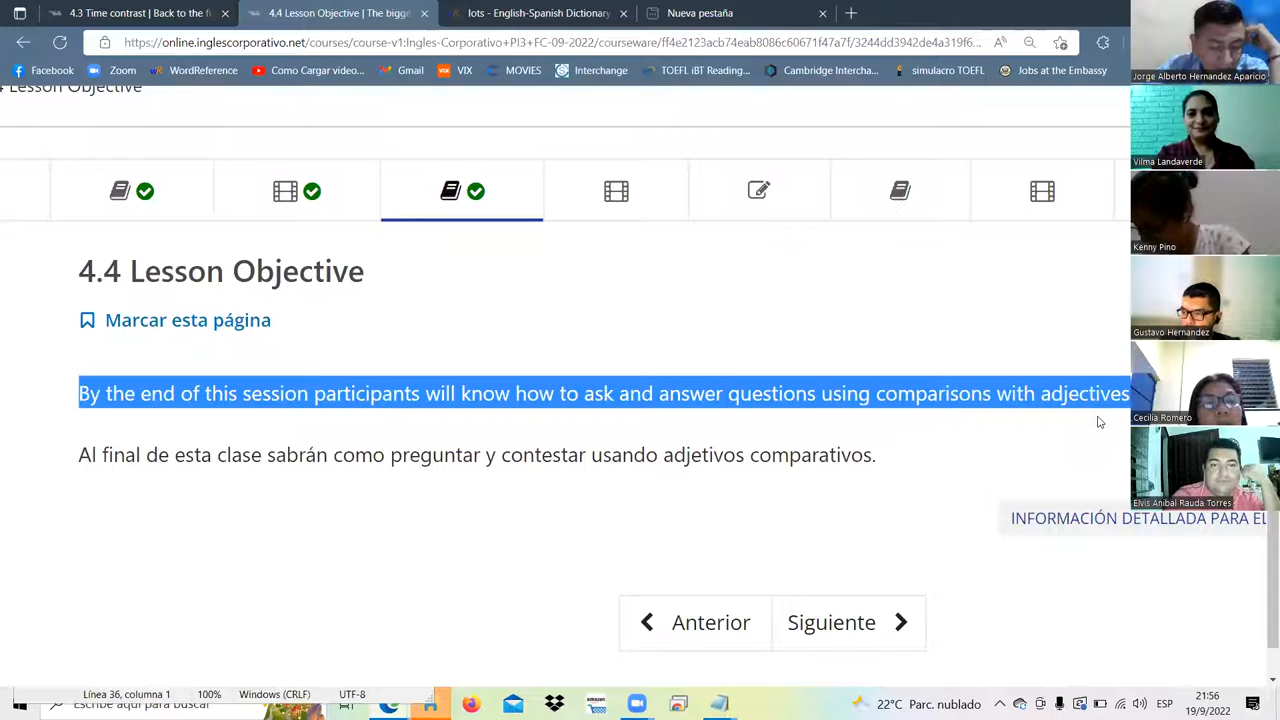 4.3 Time contrast | Back to the f
4.4 Lesson Objective | The bigge
lots - English-Spanish Dictionary
Nueva pestaña
https://online.inglescorporativo.net/courses/course-v1:Ingles-Corporativo+PI3+FC-09-2022/courseware/ff4e2123acb74eab8086c60671f47a7f/3244dd3942de4a319f6...
Facebook Zoom WordReference Como Cargar video... Gmail VIX MOVIES Interchange TOEFL iBT Reading... Cambridge Intercha... simulacro TOEFL Jobs at the Embassy
4 Lesson Objective
4.4 Lesson Objective
Marcar esta página
By the end of this session participants will know how to ask and answer questions using comparisons with adjectives
Al final de esta clase sabrán como preguntar y contestar usando adjetivos comparativos.
INFORMACIÓN DETALLADA PARA EL
Anterior
Siguiente
Jorge Alberto Hernandez Aparicio
Vilma Landaverde
Kenny Pino
Gustavo Hernandez
Cecilia Romero
Elvis Anibal Rauda Torres
Línea 36, columna 1 100% Windows (CRLF) UTF-8
Escribe aquí para buscar
22°C Parc. nublado
ESP
21:56
19/9/2022